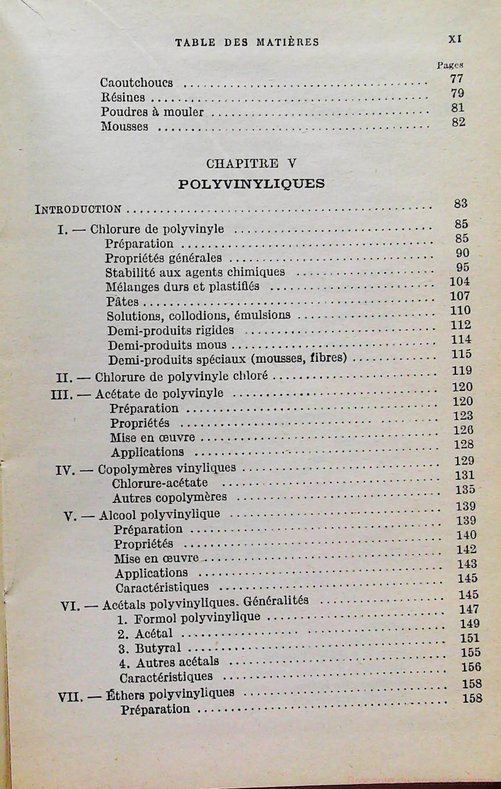 TABLE DES MATIÈRES XI
Pages
Caoutchoucs 77
Résines 79
Poudres à mouler 81
Mousses 82
CHAPITRE V
POLYVINYLIQUES
INTRODUCTION 83
I. — Chlorure de polyvinyle 85
Préparation 85
Propriétés générales 90
Stabilité aux agents chimiques 95
Mélanges durs et plastifiés 104
Pâtes 107
Solutions, collodions, émulsions 110
Demi-produits rigides 112
Demi-produits mous 114
Demi-produits spéciaux (mousses, fibres) 115
II. — Chlorure de polyvinyle chloré 119
III. — Acétate de polyvinyle 120
Préparation 120
Propriétés 123
Mise en œuvre 126
Applications 128
IV. — Copolymères vinyliques 129
Chlorure-acétate 131
Autres copolymères 135
V. — Alcool polyvinylique 139
Préparation 139
Propriétés 140
Mise en œuvre 142
Applications 143
Caractéristiques 145
VI. — Acétals polyvinyliques. Généralités 145
1. Formol polyvinylique 147
2. Acétal 149
3. Butyral 151
4. Autres acétals 155
Caractéristiques 156
VII. — Éthers polyvinyliques 158
Préparation 158